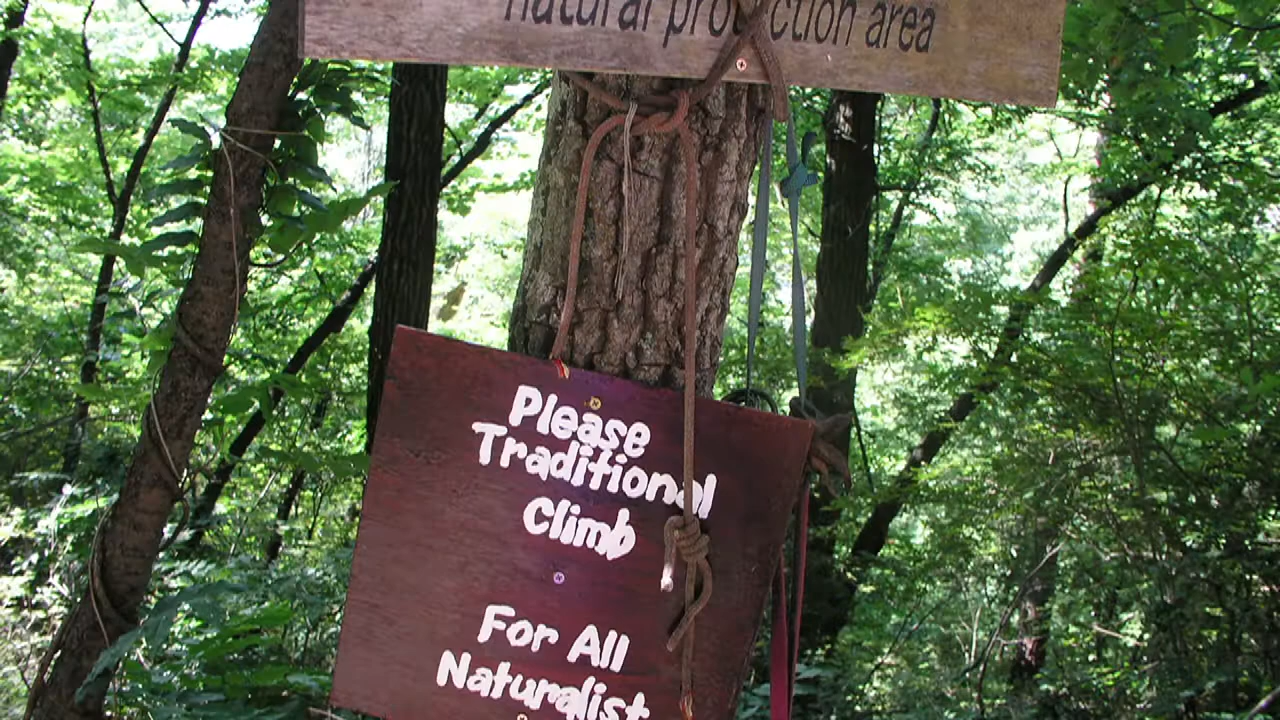 natural protection area
Please
Traditional
Climb
For All
Naturalist